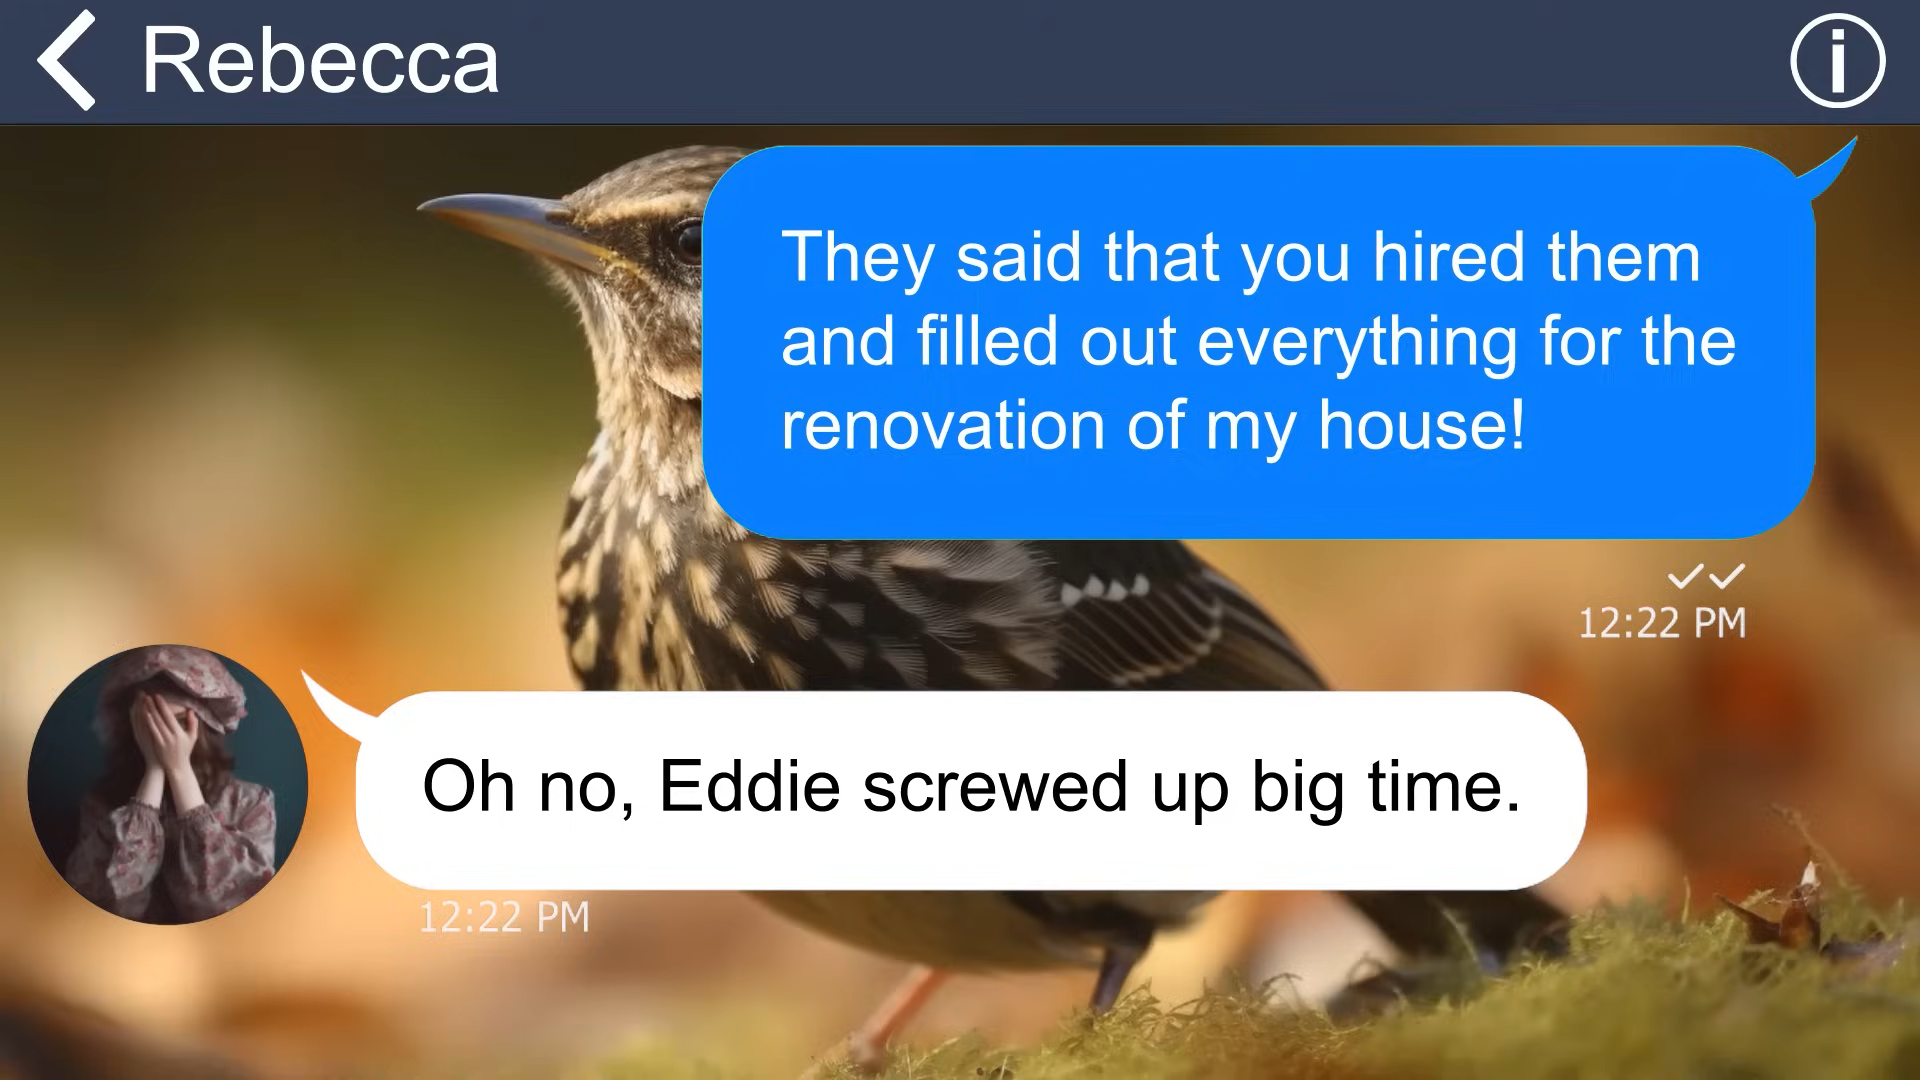 Rebecca
They said that you hired them
and filled out everything for the
renovation of my house!
12:22 PM
Oh no, Eddie screwed up big time.
12:22 PM